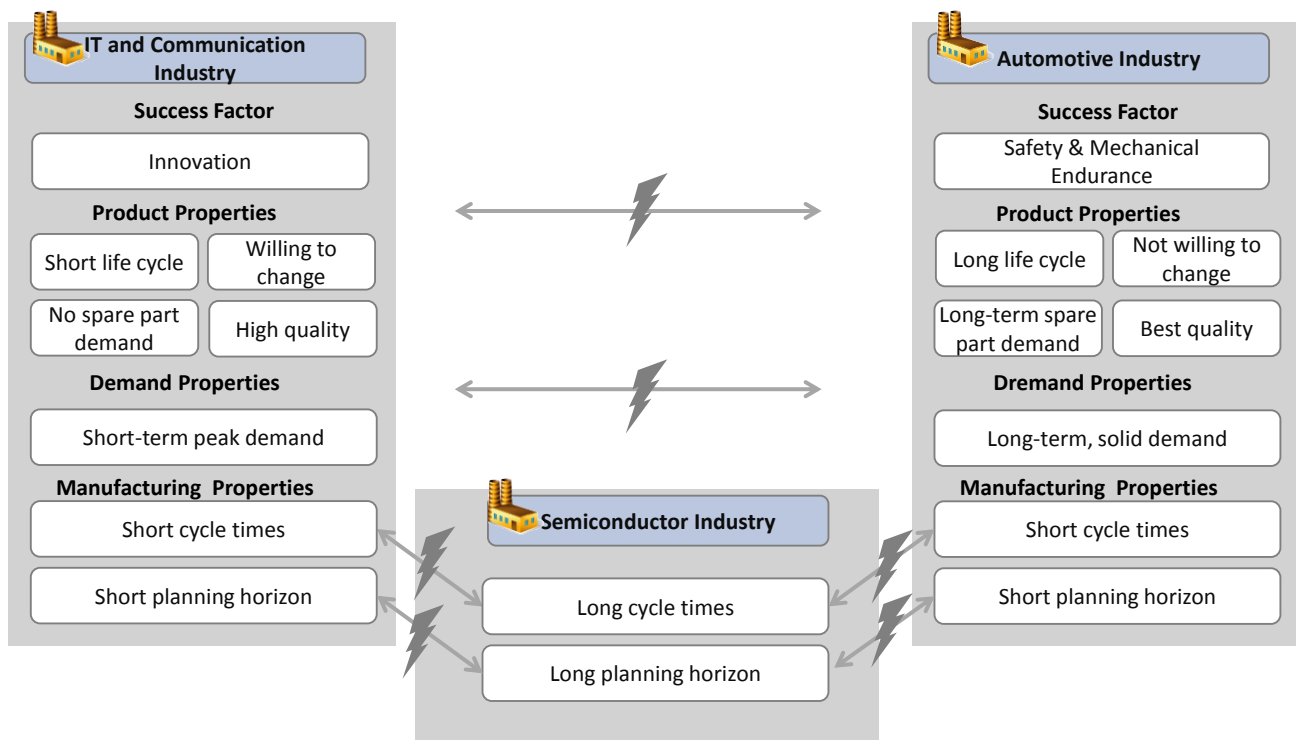 IT and Communication
Industry
Success Factor
Innovation
Product Properties
Short life cycle
Willing to
change
No spare part
demand
High quality
Demand Properties
Short-term peak demand
Manufacturing Properties
Short cycle times
Short planning horizon
Semiconductor Industry
Long cycle times
Long planning horizon
Automotive Industry
Success Factor
Safety & Mechanical
Endurance
Product Properties
Long life cycle
Not willing to
change
Long-term spare
part demand
Best quality
Dremand Properties
Long-term, solid demand
Manufacturing Properties
Short cycle times
Short planning horizon